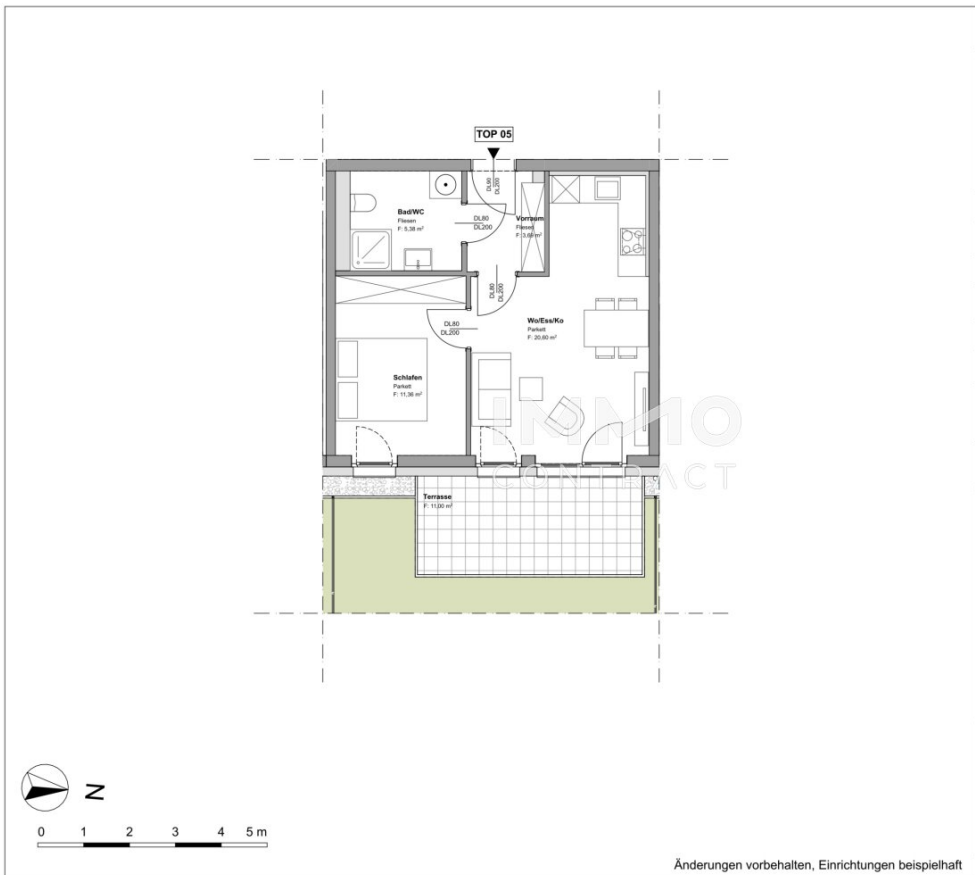 TOP 05
DL90
DL200
Bad/WC
Fliesen
F: 5,38 m²
DL80
DL200
Vorraum
Fliesen
DL80
DL200
DL80
DL200
Wo/Ess/Ko
Parkett
F: 20,80 m²
Schlafen
Parkett
F: 11,36 m²
IMMO
CONTRACT
Terrasse
F: 11,00 m²
N
0 1 2 3 4 5 m
Änderungen vorbehalten, Einrichtungen beispielhaft